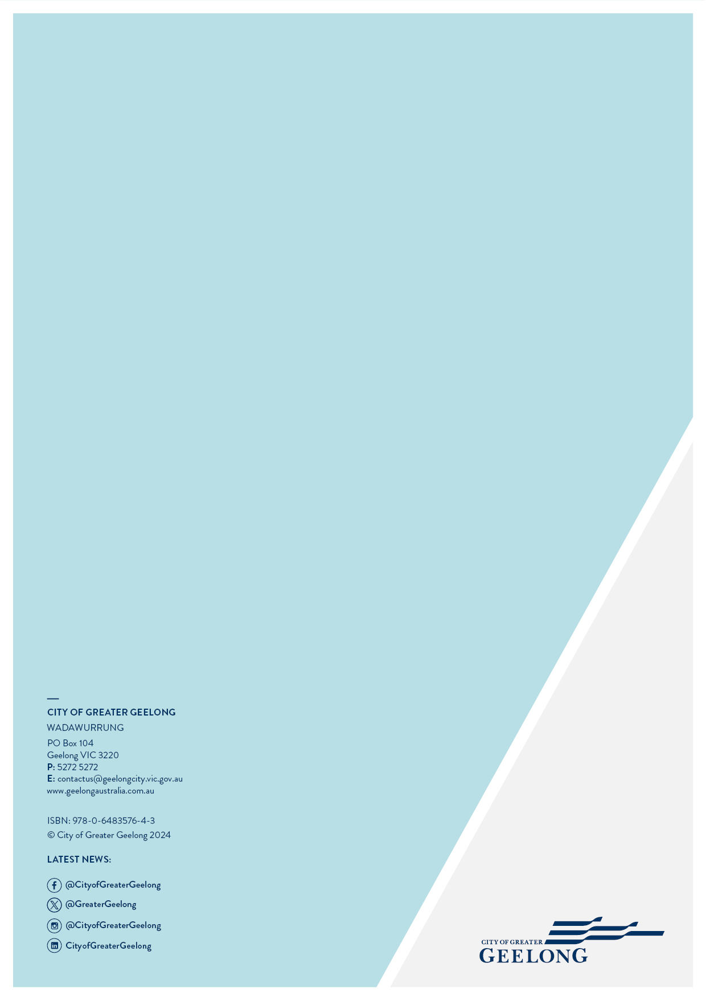 CITY OF GREATER GEELONG
WADAWURRUNG
PO Box 104
Geelong VIC 3220
P: 5272 5272
E: contactus@geelongcity.vic.gov.au
www.geelongaustralia.com.au
ISBN: 978-0-6483576-4-3
© City of Greater Geelong 2024
LATEST NEWS:
@CityofGreaterGeelong
@GreaterGeelong
@CityofGreaterGeelong
CityofGreaterGeelong
CITY OF GREATER
GEELONG